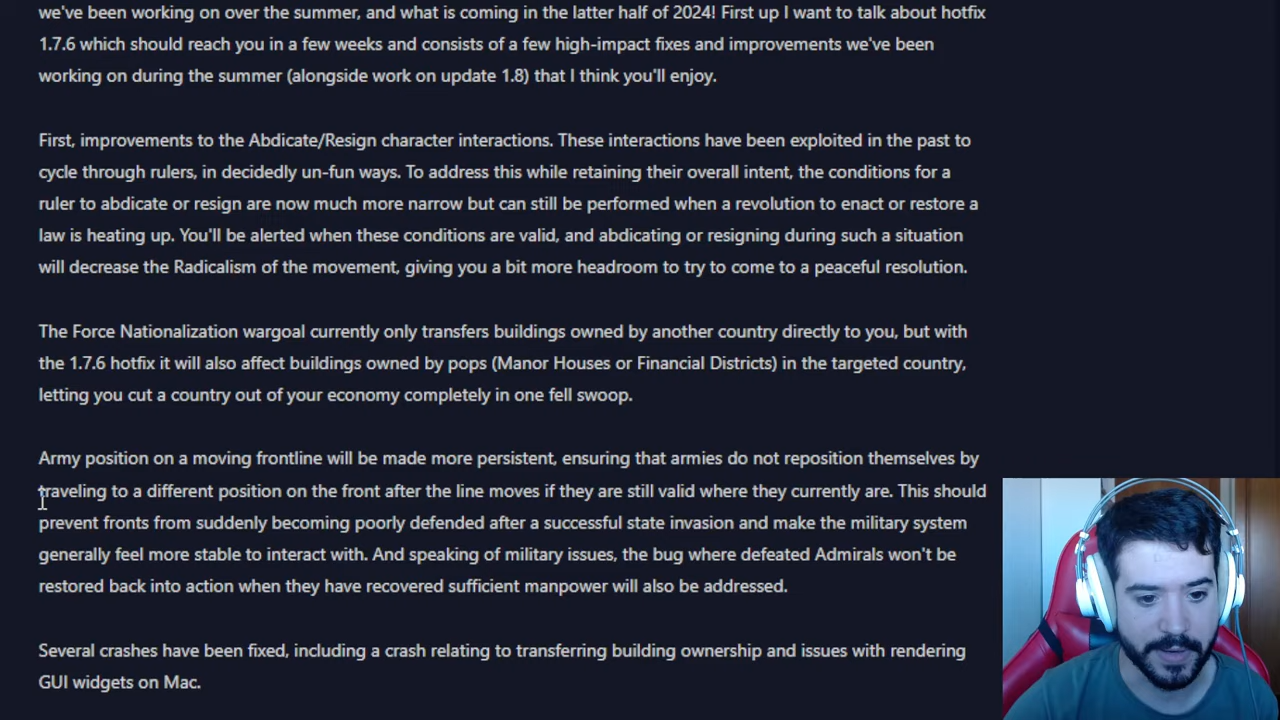 we've been working on over the summer, and what is coming in the latter half of 2024! First up I want to talk about hotfix
1.7.6 which should reach you in a few weeks and consists of a few high-impact fixes and improvements we've been
working on during the summer (alongside work on update 1.8) that I think you'll enjoy.
First, improvements to the Abdicate/Resign character interactions. These interactions have been exploited in the past to
cycle through rulers, in decidedly un-fun ways. To address this while retaining their overall intent, the conditions for a
ruler to abdicate or resign are now much more narrow but can still be performed when a revolution to enact or restore a
law is heating up. You'll be alerted when these conditions are valid, and abdicating or resigning during such a situation
will decrease the Radicalism of the movement, giving you a bit more headroom to try to come to a peaceful resolution.
The Force Nationalization wargoal currently only transfers buildings owned by another country directly to you, but with
the 1.7.6 hotfix it will also affect buildings owned by pops (Manor Houses or Financial Districts) in the targeted country,
letting you cut a country out of your economy completely in one fell swoop.
Army position on a moving frontline will be made more persistent, ensuring that armies do not reposition themselves by
traveling to a different position on the front after the line moves if they are still valid where they currently are. This should
prevent fronts from suddenly becoming poorly defended after a successful state invasion and make the military system
generally feel more stable to interact with. And speaking of military issues, the bug where defeated Admirals won't be
restored back into action when they have recovered sufficient manpower will also be addressed.
Several crashes have been fixed, including a crash relating to transferring building ownership and issues with rendering
GUI widgets on Mac.